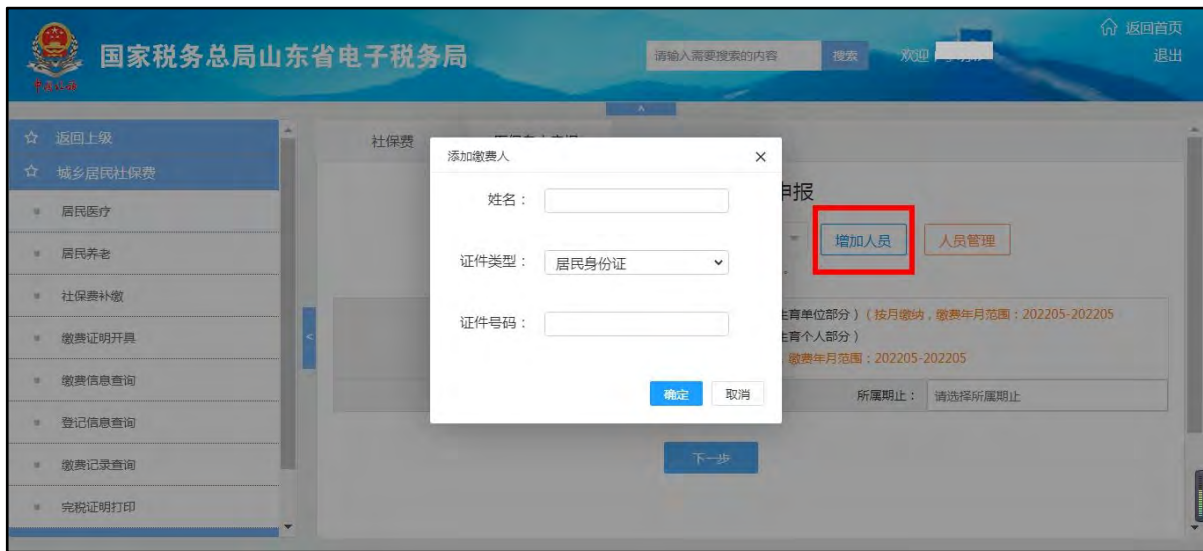 返回首页
国家税务总局山东省电子税务局
请输入需要搜索的内容 搜索 欢迎
退出
返回上级
城乡居民社保费
居民医疗
居民养老
社保费补缴
缴费证明开具
缴费信息查询
登记信息查询
缴费记录查询
完税证明打印
社保费
申报
增加人员 人员管理
添加缴费人 ×
姓名：
证件类型： 居民身份证
证件号码：
确定 取消
生育单位部分）（按月缴纳，缴费年月范围：202205-202205
生育个人部分）
缴费年月范围：202205-202205
所属期止： 请选择所属期止
下一步